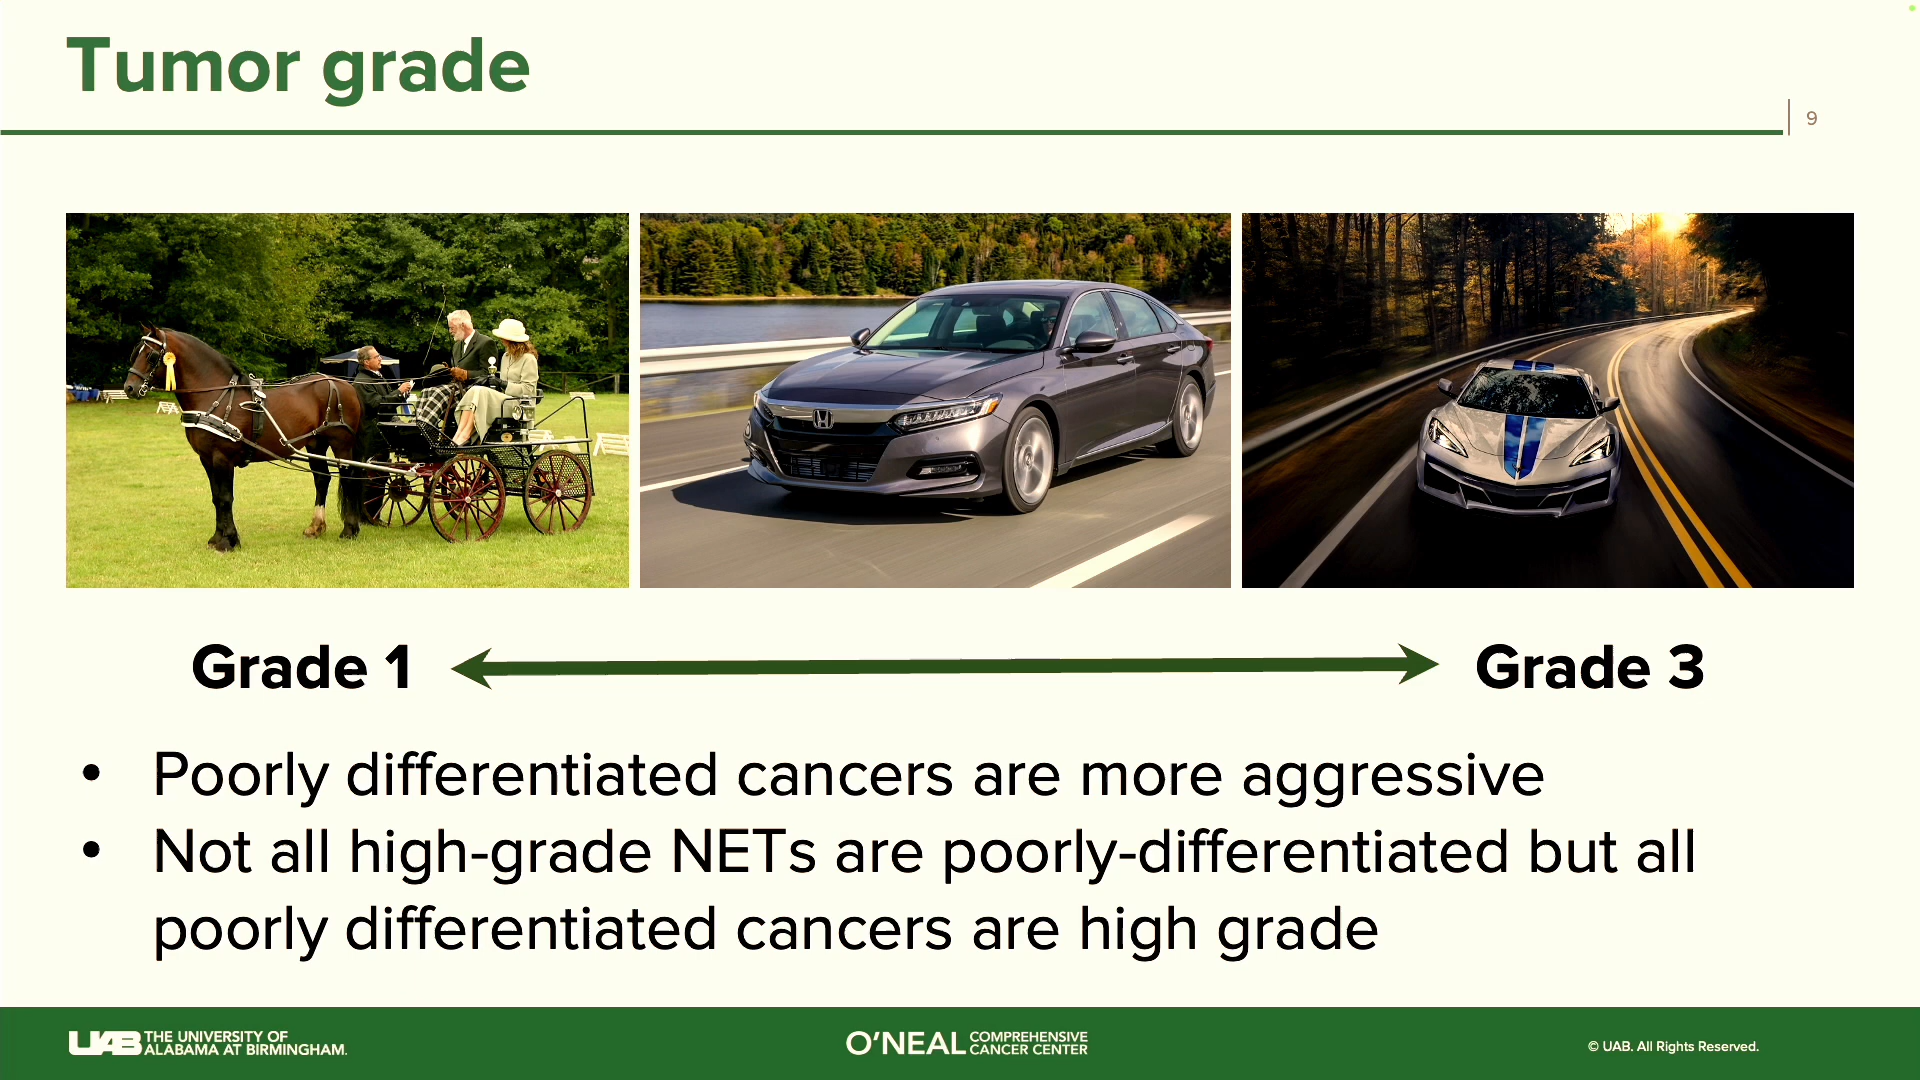 Tumor grade
9
Grade 1
Grade 3
• Poorly differentiated cancers are more aggressive
• Not all high-grade NETs are poorly-differentiated but all
poorly differentiated cancers are high grade
UAB THE UNIVERSITY OF
ALABAMA AT BIRMINGHAM.
O'NEAL COMPREHENSIVE
CANCER CENTER
© UAB. All Rights Reserved.